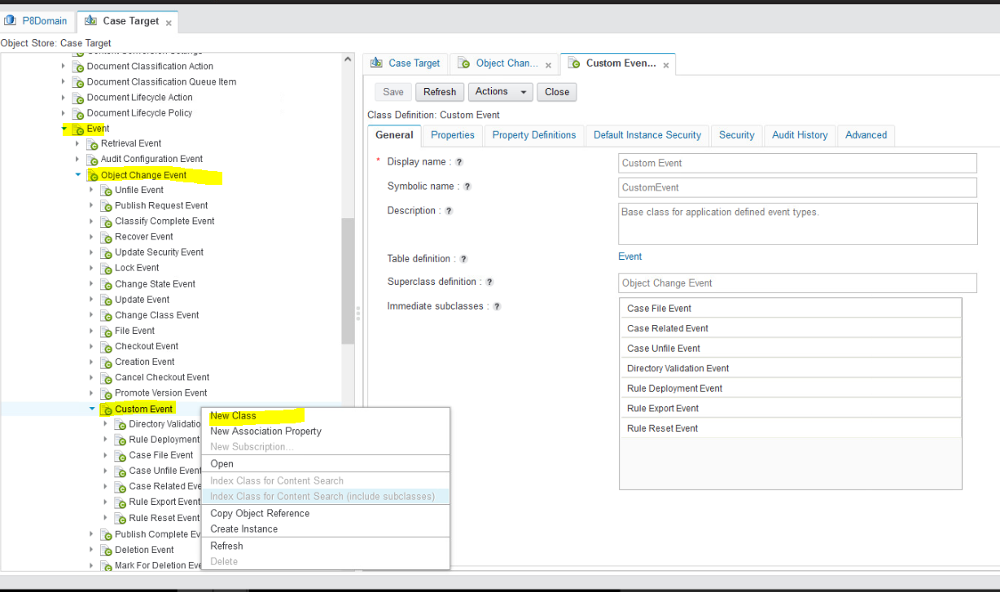 P8Domain
Case Target
Object Store: Case Target
Content Conversion Settings
Document Classification Action
Document Classification Queue Item
Document Lifecycle Action
Document Lifecycle Policy
Event
Retrieval Event
Audit Configuration Event
Object Change Event
Unfile Event
Publish Request Event
Classify Complete Event
Recover Event
Update Security Event
Lock Event
Change State Event
Update Event
Change Class Event
File Event
Checkout Event
Creation Event
Cancel Checkout Event
Promote Version Event
Custom Event
Directory Validatio
Rule Deployment
Case File Event
Case Unfile Event
Case Related Eve
Rule Export Event
Rule Reset Event
Publish Complete Ev
Deletion Event
Mark For Deletion Eve
New Class
New Association Property
New Subscription...
Open
Index Class for Content Search
Index Class for Content Search (include subclasses)
Copy Object Reference
Create Instance
Refresh
Delete
Case Target
Object Chan...
Custom Even...
Save Refresh Actions Close
Class Definition: Custom Event
General Properties Property Definitions Default Instance Security Security Audit History Advanced
* Display name : ? Custom Event
Symbolic name : ? CustomEvent
Description : ? Base class for application defined event types.
Table definition : ? Event
Superclass definition : ? Object Change Event
Immediate subclasses : ?
Case File Event
Case Related Event
Case Unfile Event
Directory Validation Event
Rule Deployment Event
Rule Export Event
Rule Reset Event